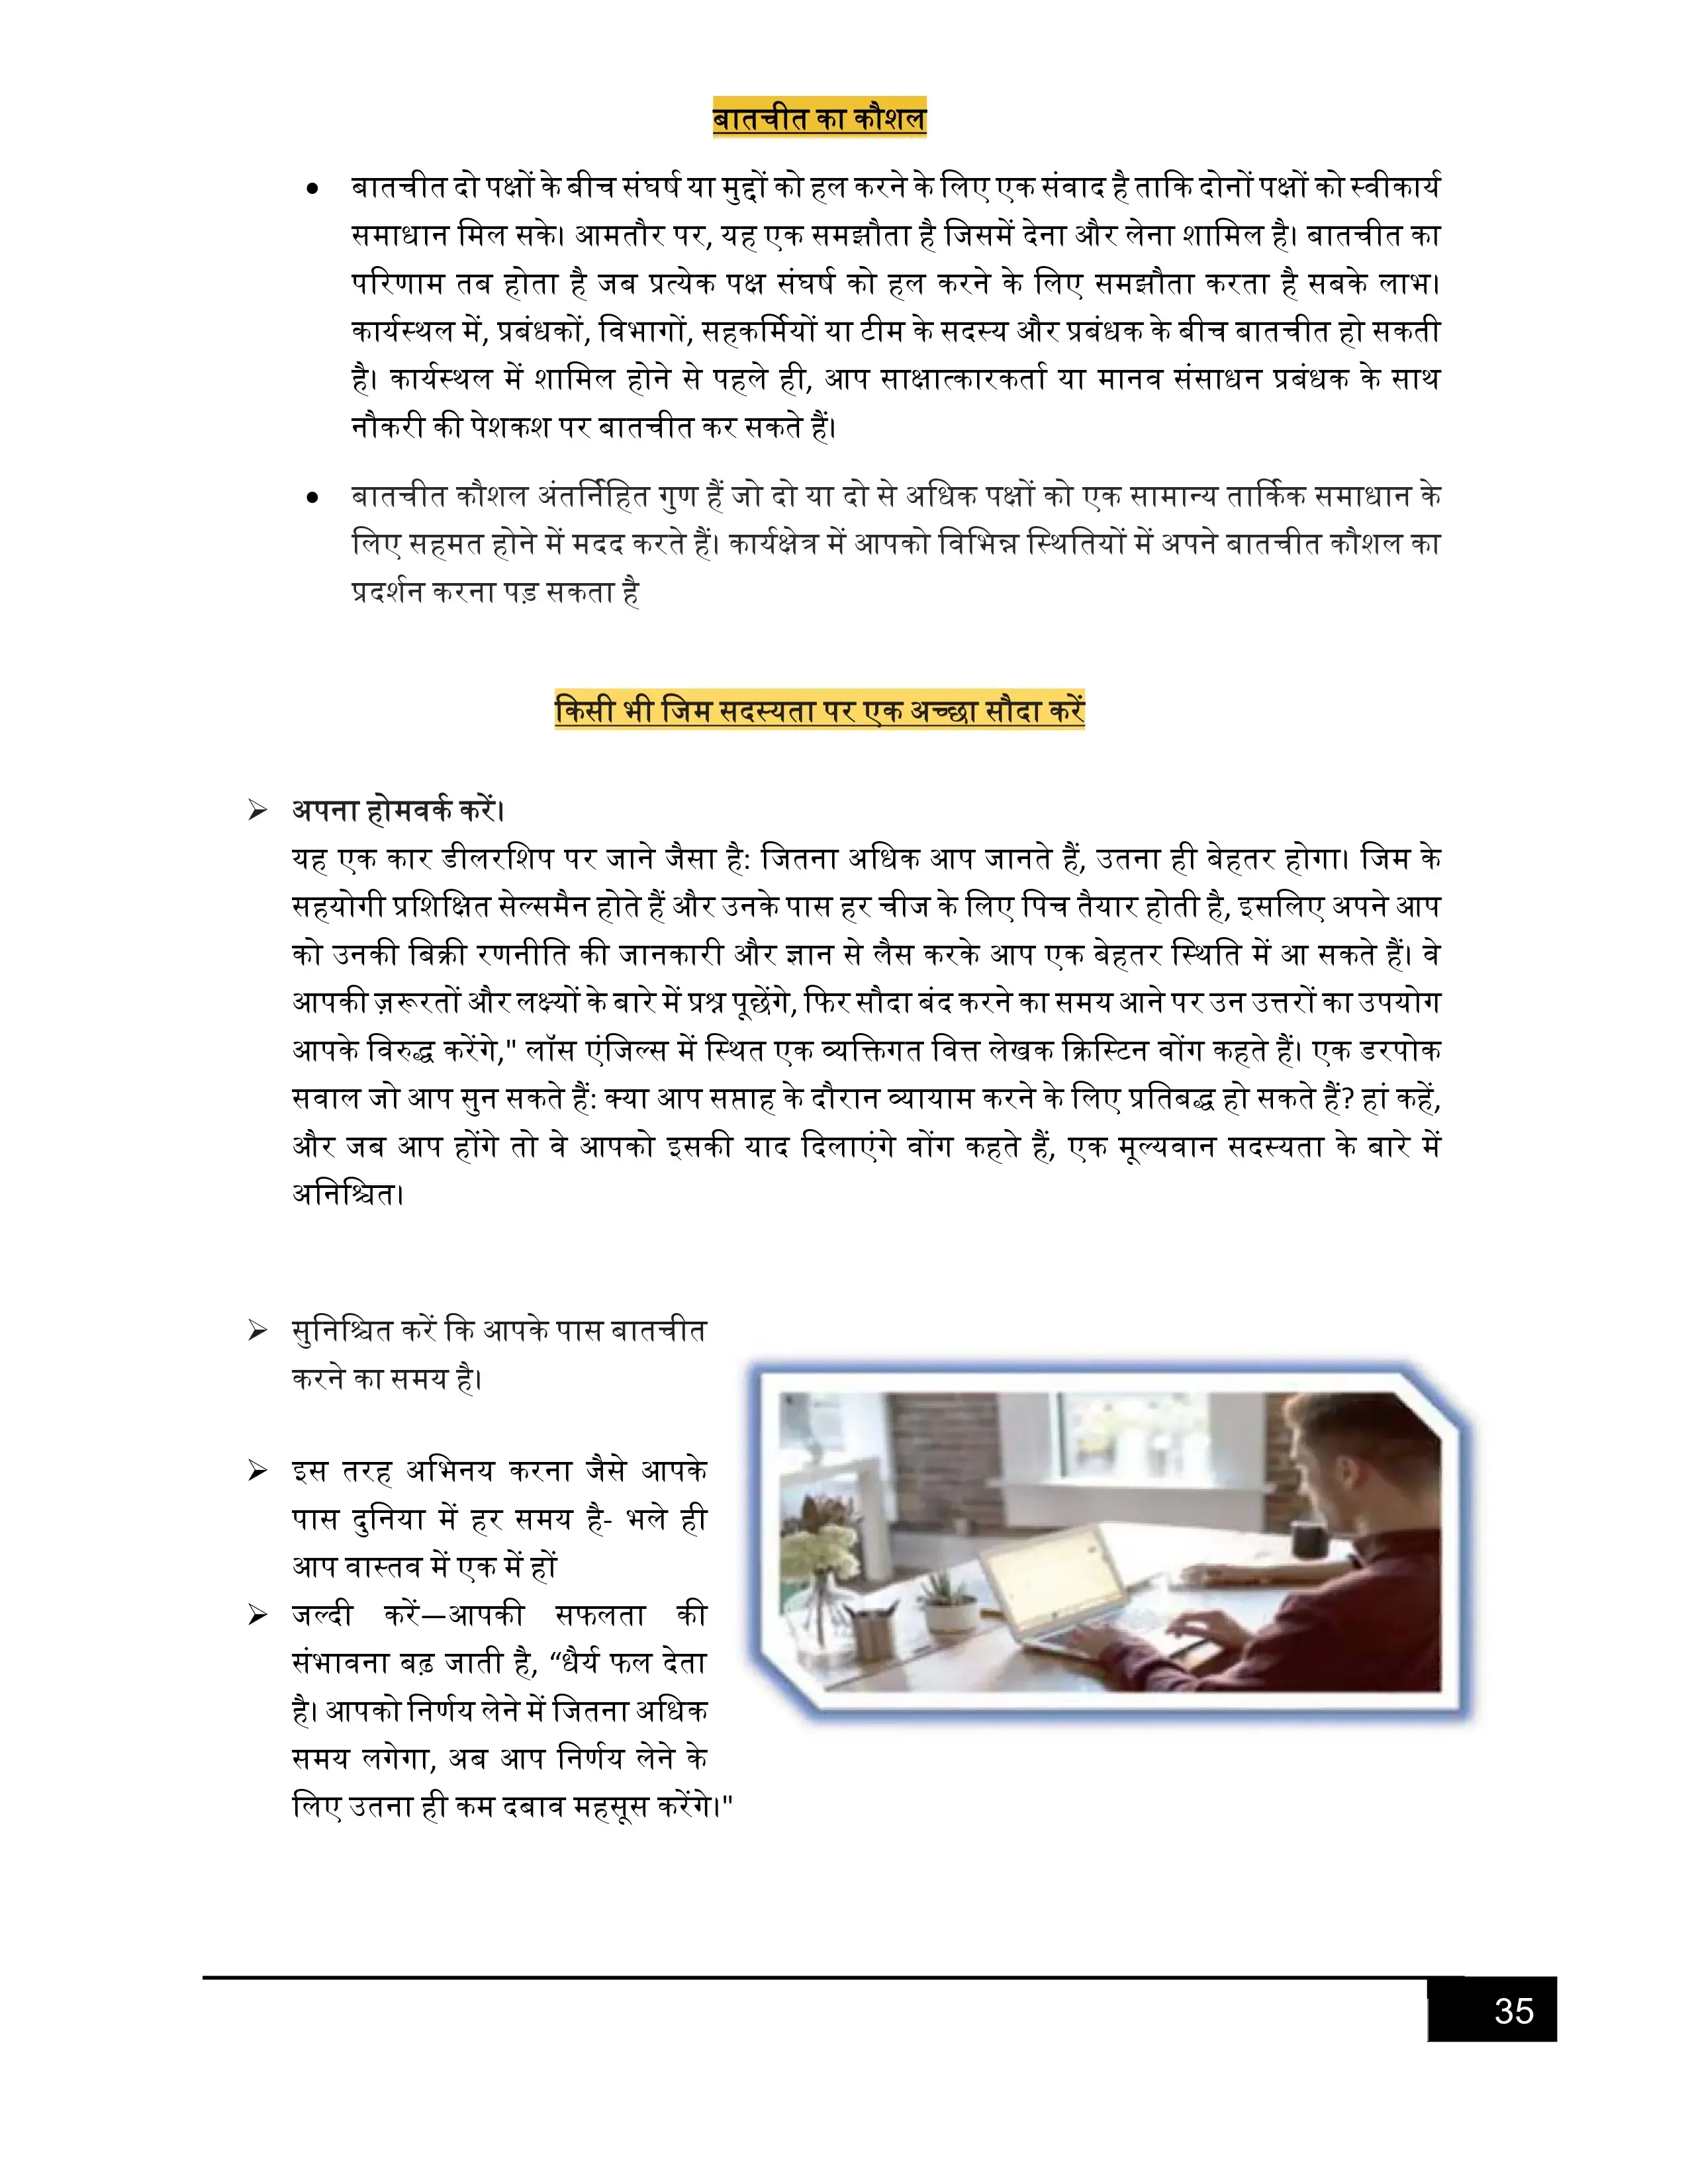 बातचीत का कौशल
• बातचीत दो पक्षों के बीच संघर्ष या मुद्दों को हल करने के लिए एक संवाद है ताकि दोनों पक्षों को स्वीकार्य
समाधान मिल सके। आमतौर पर, यह एक समझौता है जिसमें देना और लेना शामिल है। बातचीत का
परिणाम तब होता है जब प्रत्येक पक्ष संघर्ष को हल करने के लिए समझौता करता है सबके लाभ।
कार्यस्थल में, प्रबंधकों, विभागों, सहकर्मियों या टीम के सदस्य और प्रबंधक के बीच बातचीत हो सकती
है। कार्यस्थल में शामिल होने से पहले ही, आप साक्षात्कारकर्ता या मानव संसाधन प्रबंधक के साथ
नौकरी की पेशकश पर बातचीत कर सकते हैं।
• बातचीत कौशल अंतर्निहित गुण हैं जो दो या दो से अधिक पक्षों को एक सामान्य तार्किक समाधान के
लिए सहमत होने में मदद करते हैं। कार्यक्षेत्र में आपको विभिन्न स्थितियों में अपने बातचीत कौशल का
प्रदर्शन करना पड़ सकता है
किसी भी जिम सदस्यता पर एक अच्छा सौदा करें
➢ अपना होमवर्क करें।
यह एक कार डीलरशिप पर जाने जैसा है: जितना अधिक आप जानते हैं, उतना ही बेहतर होगा। जिम के
सहयोगी प्रशिक्षित सेल्समैन होते हैं और उनके पास हर चीज के लिए पिच तैयार होती है, इसलिए अपने आप
को उनकी बिक्री रणनीति की जानकारी और ज्ञान से लैस करके आप एक बेहतर स्थिति में आ सकते हैं। वे
आपकी ज़रूरतों और लक्ष्यों के बारे में प्रश्न पूछेंगे, फिर सौदा बंद करने का समय आने पर उन उत्तरों का उपयोग
आपके विरुद्ध करेंगे," लॉस एंजिल्स में स्थित एक व्यक्तिगत वित्त लेखक क्रिस्टिन वोंग कहते हैं। एक डरपोक
सवाल जो आप सुन सकते हैं: क्या आप सप्ताह के दौरान व्यायाम करने के लिए प्रतिबद्ध हो सकते हैं? हां कहें,
और जब आप होंगे तो वे आपको इसकी याद दिलाएंगे वोंग कहते हैं, एक मूल्यवान सदस्यता के बारे में
अनिश्चित।
➢ सुनिश्चित करें कि आपके पास बातचीत
करने का समय है।
➢ इस तरह अभिनय करना जैसे आपके
पास दुनिया में हर समय है- भले ही
आप वास्तव में एक में हों
➢ जल्दी करें—आपकी सफलता की
संभावना बढ़ जाती है, “धैर्य फल देता
है। आपको निर्णय लेने में जितना अधिक
समय लगेगा, अब आप निर्णय लेने के
लिए उतना ही कम दबाव महसूस करेंगे।"
35